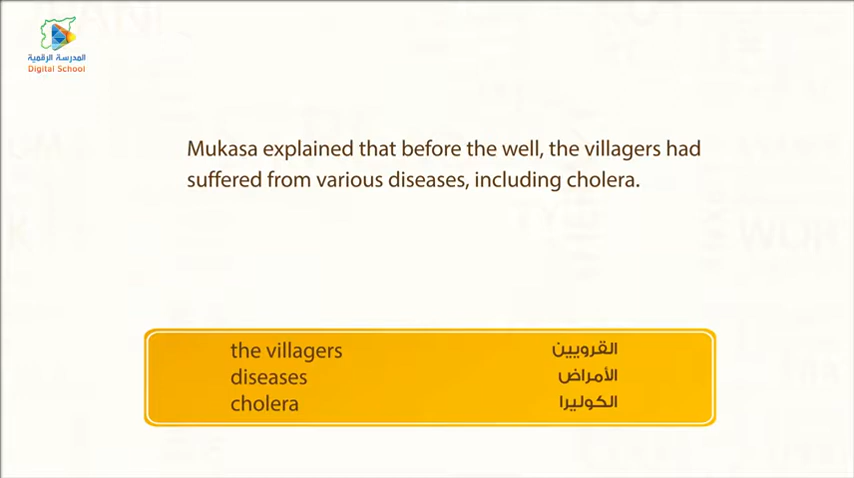 المدرسة الرقمية
Digital School
Mukasa explained that before the well, the villagers had
suffered from various diseases, including cholera.
the villagers القرويين
diseases الأمراض
cholera الكوليرا